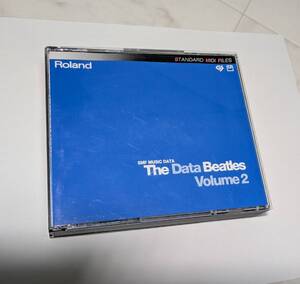 Roland
STANDARD MIDI FILES
SMF MUSIC DATA
The Data Beatles
Volume 2